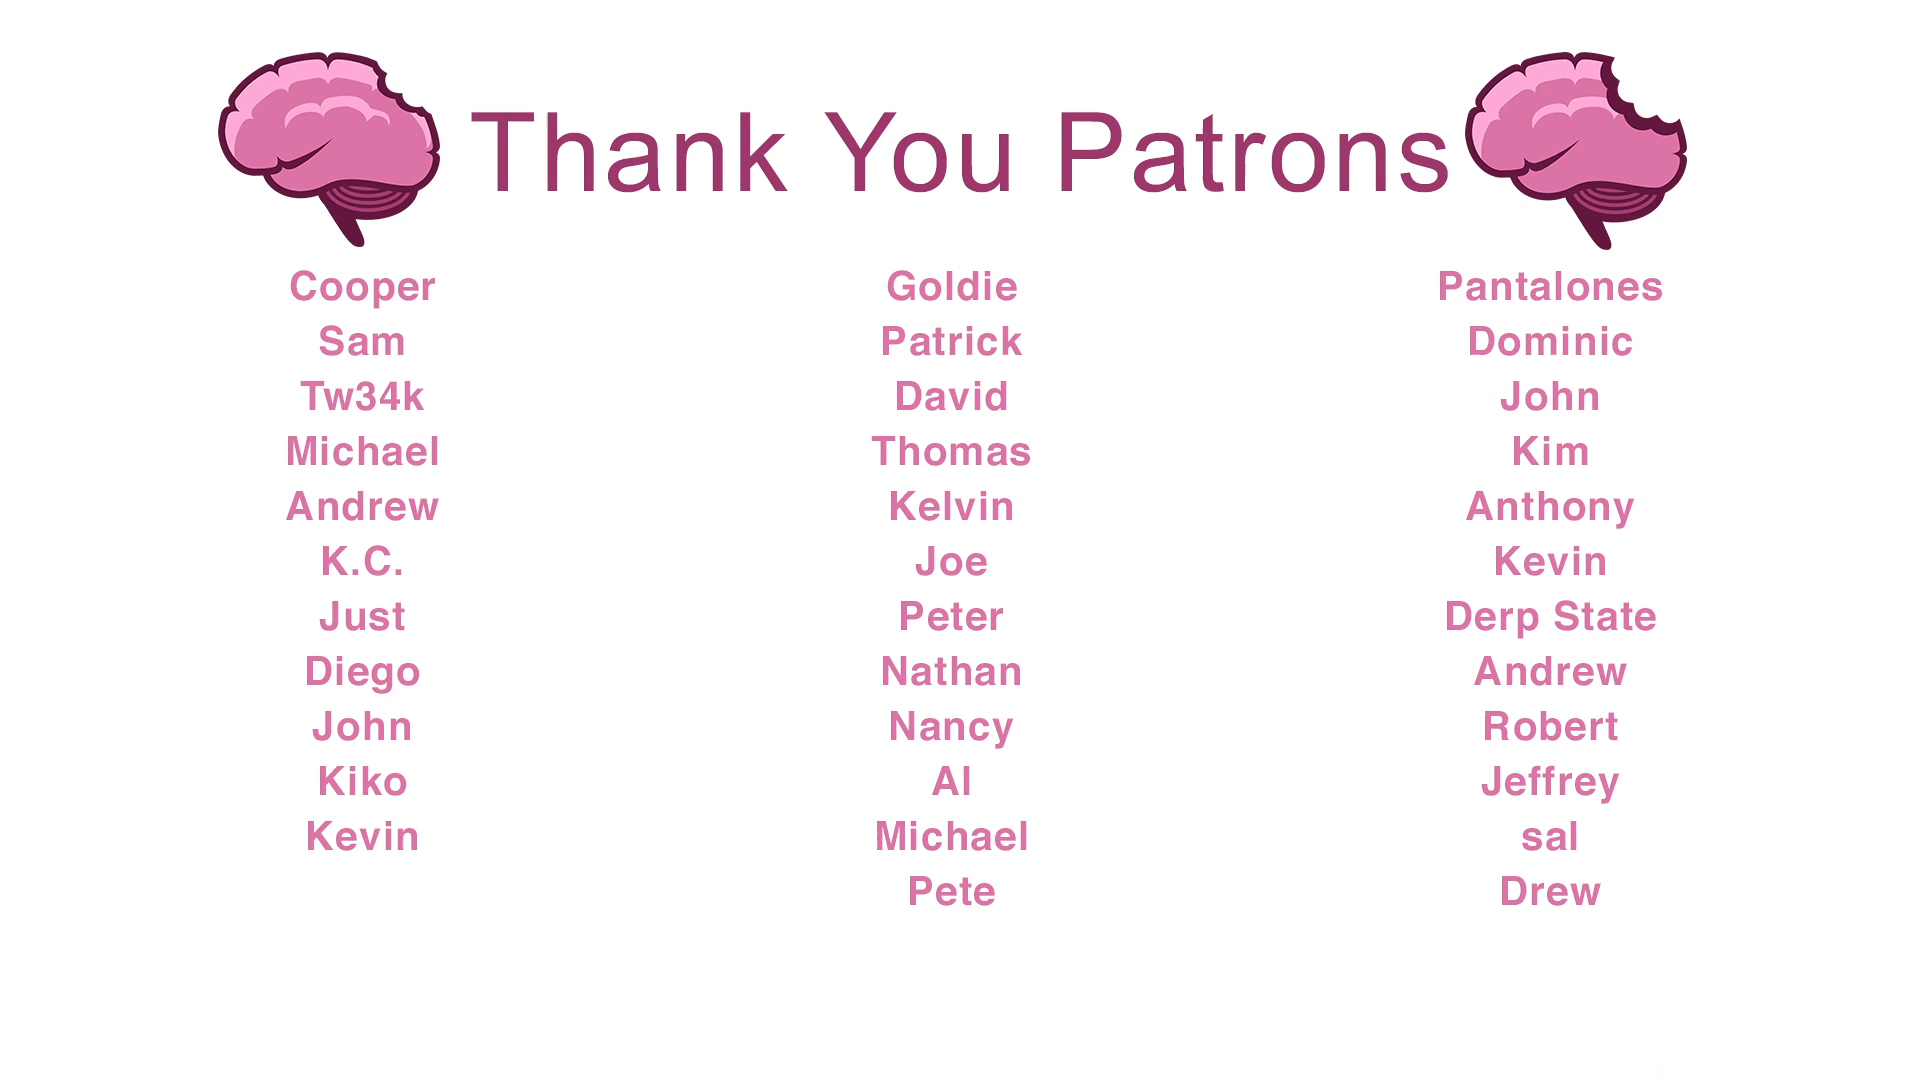 Thank You Patrons
Cooper
Sam
Tw34k
Michael
Andrew
K.C.
Just
Diego
John
Kiko
Kevin
Goldie
Patrick
David
Thomas
Kelvin
Joe
Peter
Nathan
Nancy
Al
Michael
Pete
Pantalones
Dominic
John
Kim
Anthony
Kevin
Derp State
Andrew
Robert
Jeffrey
sal
Drew